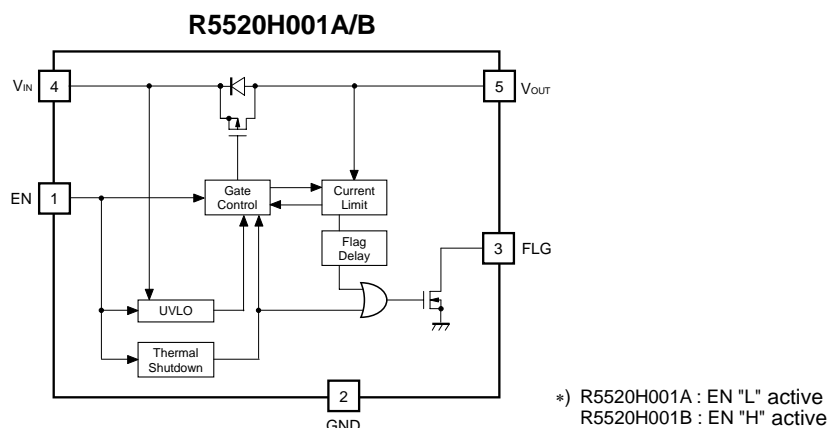 R5520H001A/B
VIN 4
5 VOUT
EN 1
Gate
Control
Current
Limit
Flag
Delay
3 FLG
UVLO
Thermal
Shutdown
2
GND
*) R5520H001A : EN "L" active
R5520H001B : EN "H" active